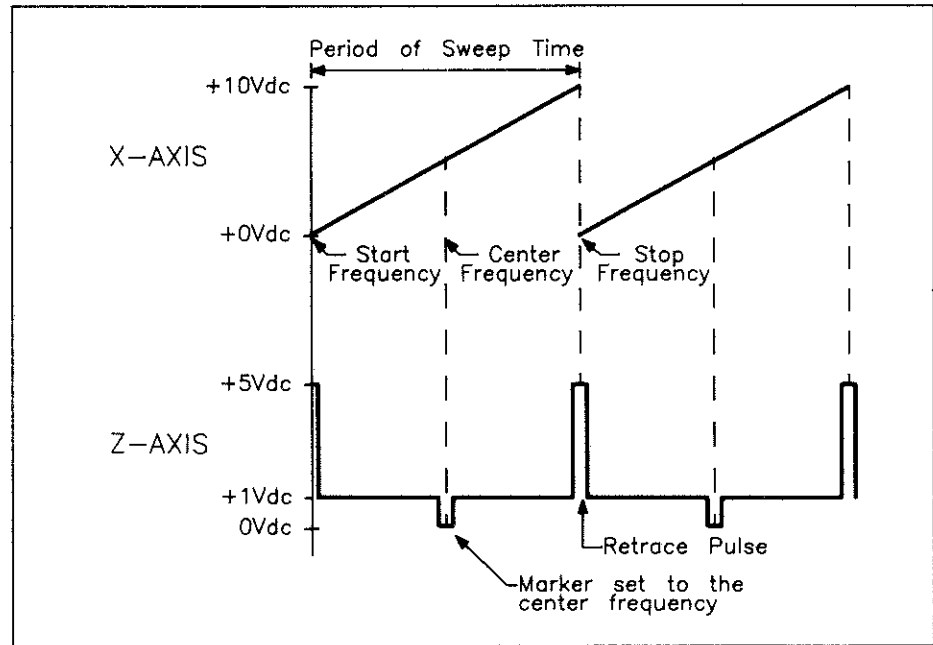 Period of Sweep Time
+10Vdc
X-AXIS
+0Vdc
Start
Frequency
Center
Frequency
Stop
Frequency
+5Vdc
Z-AXIS
+1Vdc
0Vdc
Retrace Pulse
Marker set to the
center frequency